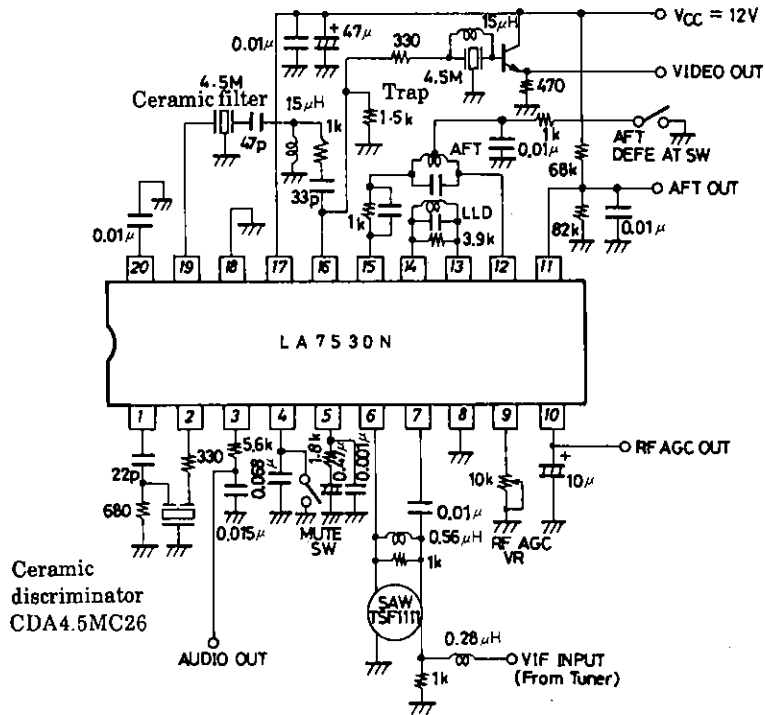 VCC = 12V
0.01μ
+
47μ
330
15μH
4.5M
470
VIDEO OUT
4.5M
Ceramic filter
15μH
1k
47p
33p
Trap
1.5k
AFT
0.01μ
1k
AFT
DEFEAT SW
68k
AFT OUT
0.01μ
1k
LLD
3.9k
82k
0.01μ
20
19
18
17
16
15
14
13
12
11
LA7530N
1
2
3
4
5
6
7
8
9
10
22p
680
330
5.6k
0.015μ
0.068μ
MUTE
SW
1.8k
0.47μ
0.001μ
0.01μ
0.56μH
1k
10k
RF AGC
VR
+
10μ
RF AGC OUT
Ceramic
discriminator
CDA4.5MC26
AUDIO OUT
SAW
TSF1111
0.28μH
VIF INPUT
(From Tuner)
1k